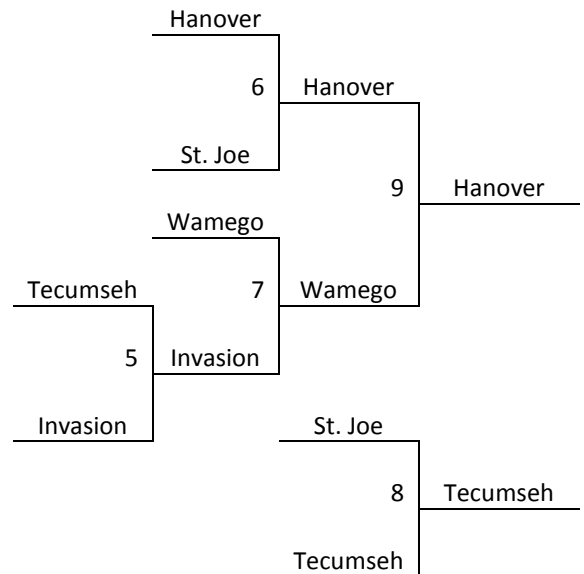 Hanover
6 Hanover
St. Joe
9 Hanover
Wamego
Tecumseh 7 Wamego
5 Invasion
Invasion St. Joe
8 Tecumseh
Tecumseh